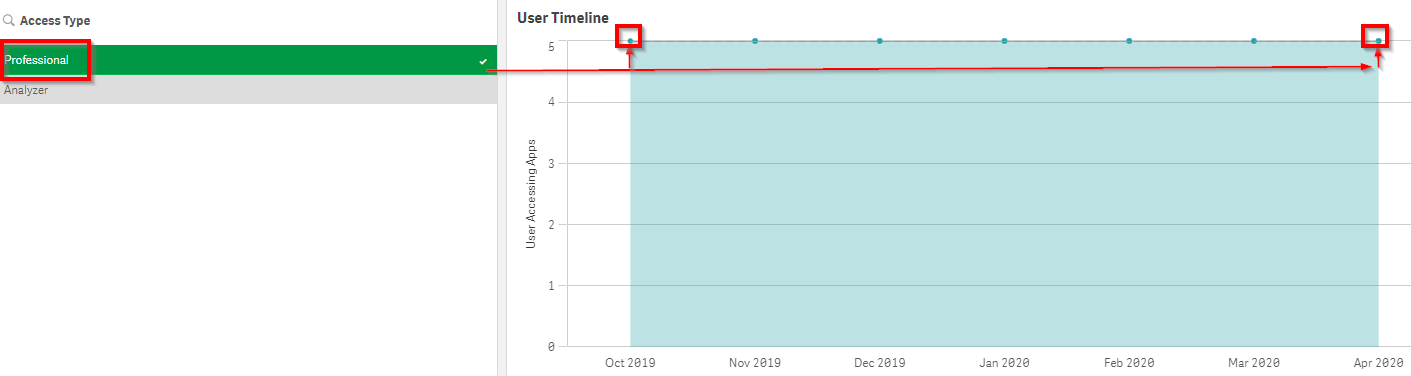 Access Type
Professional
Analyzer
User Timeline
User Accessing Apps
5
4
3
2
1
0
Oct 2019 Nov 2019 Dec 2019 Jan 2020 Feb 2020 Mar 2020 Apr 2020